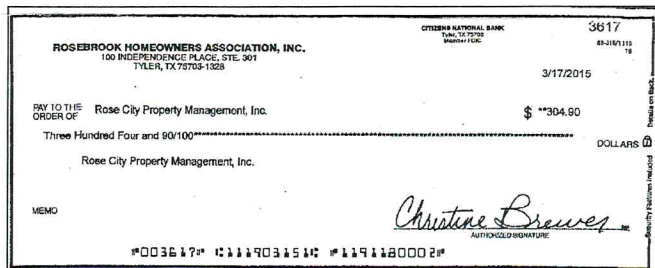 CITIZENS NATIONAL BANK
Tyler, TX 75703
Member FDIC
3617
ROSEBROOK HOMEOWNERS ASSOCIATION, INC.
100 INDEPENDENCE PLACE, STE. 301
TYLER, TX 75703-1328
3/17/2015
PAY TO THE
ORDER OF Rose City Property Management, Inc. $ **304.90
Three Hundred Four and 90/100
DOLLARS
Rose City Property Management, Inc.
MEMO
Christine Brewer
AUTHORIZED SIGNATURE
Security Features Included Details on Back